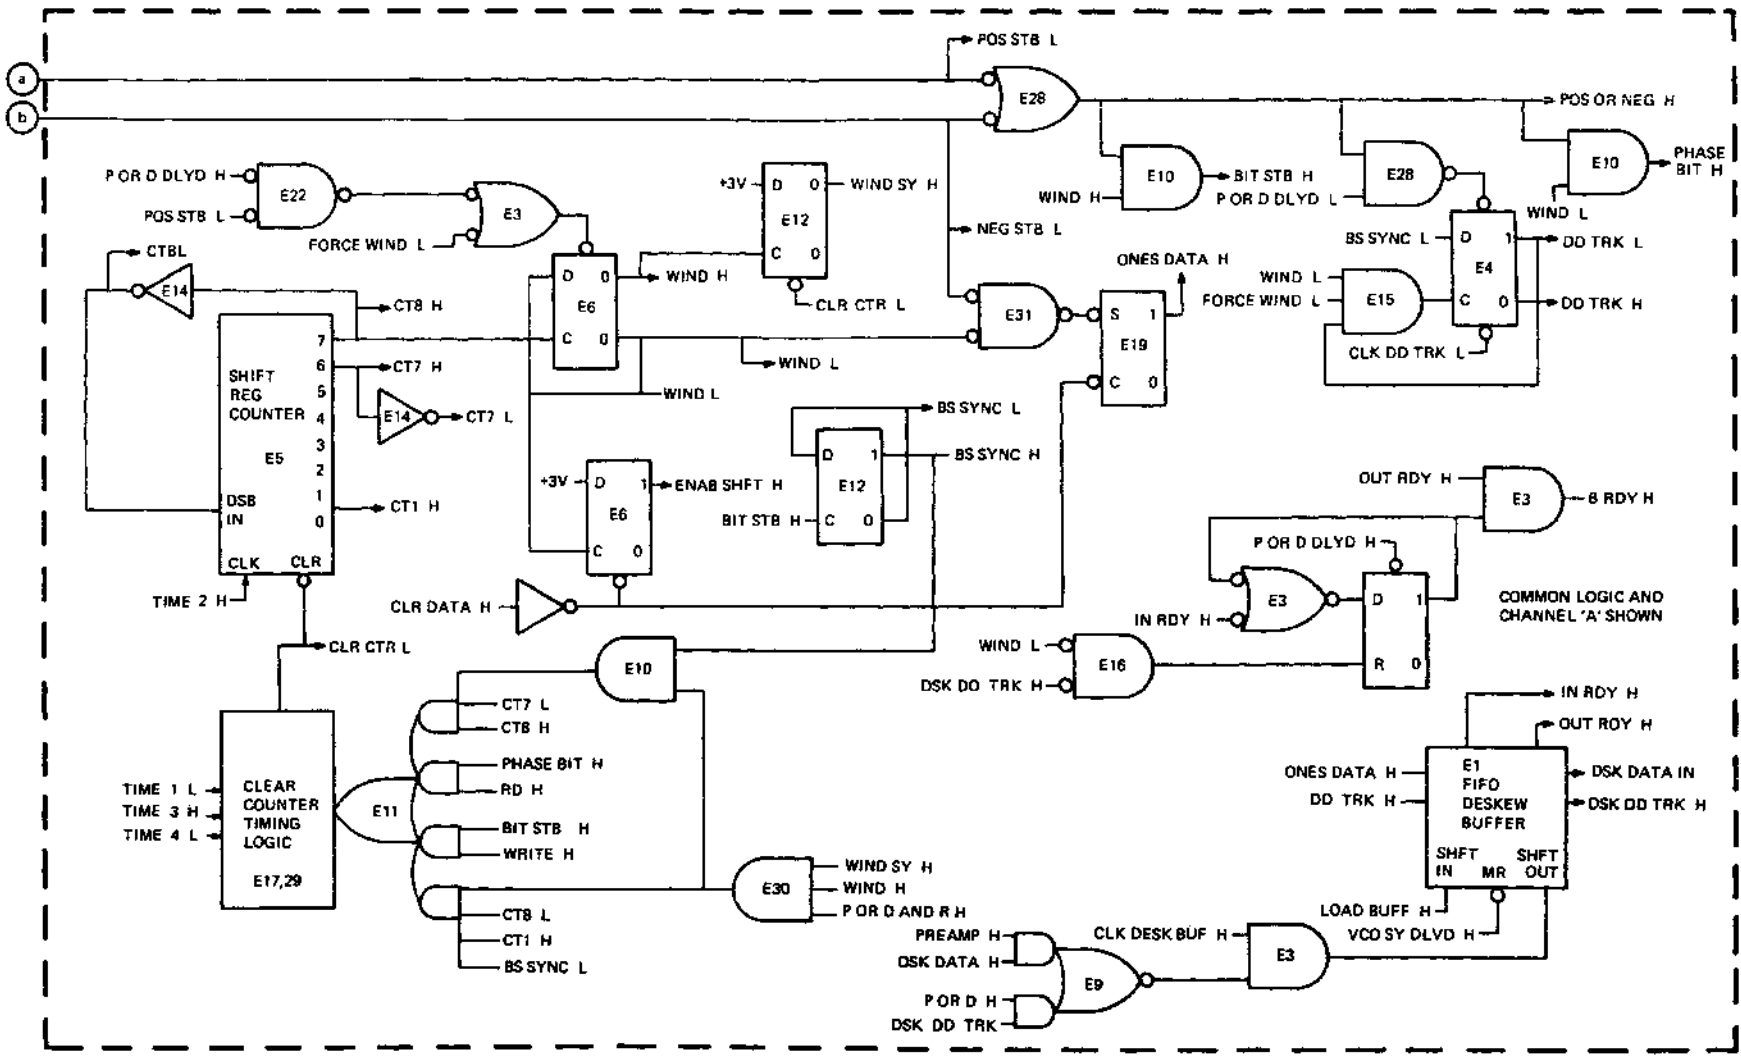 POS STB L
a
E28
POS OR NEG H
b
E10
BIT STB H
WIND H
E28
P OR D DLYD L
E10
PHASE
BIT H
WIND L
P OR D DLYD H
E22
POS STB L
E3
FORCE WIND L
+3V
D
0
WIND SY H
E12
C
0
CLR CTR L
NEG STB L
BS SYNC L
D
1
DD TRK L
E4
C
0
DD TRK H
CLK DD TRK L
WIND L
FORCE WIND L
E15
CTBL
E14
CT8 H
D
0
WIND H
E6
C
0
WIND L
WIND L
E31
ONES DATA H
S
1
E19
C
0
SHIFT
REG
COUNTER
E5
7
6
5
4
3
2
1
0
DSB
IN
CLK
CLR
CT7 H
E14
CT7 L
CT1 H
TIME 2 H
CLR CTR L
+3V
D
1
ENAB SHFT H
E6
C
0
CLR DATA H
BS SYNC L
D
1
BS SYNC H
E12
BIT STB H
C
0
OUT RDY H
E3
B RDY H
P OR D DLYD H
E3
IN RDY H
D
1
R
0
WIND L
E16
DSK DD TRK H
COMMON LOGIC AND
CHANNEL 'A' SHOWN
E10
CT7 L
CT8 H
PHASE BIT H
RD H
E11
BIT STB H
WRITE H
CT8 L
CT1 H
BS SYNC L
TIME 1 L
TIME 3 H
TIME 4 L
CLEAR
COUNTER
TIMING
LOGIC
E17,29
E30
WIND SY H
WIND H
P OR D AND R H
IN RDY H
OUT RDY H
ONES DATA H
DD TRK H
E1
FIFO
DESKEW
BUFFER
SHFT
IN
MR
SHFT
OUT
DSK DATA IN
DSK DD TRK H
LOAD BUFF H
VCO SY DLVD H
PREAMP H
DSK DATA H
P OR D H
DSK DD TRK
E9
CLK DESK BUF H
E3